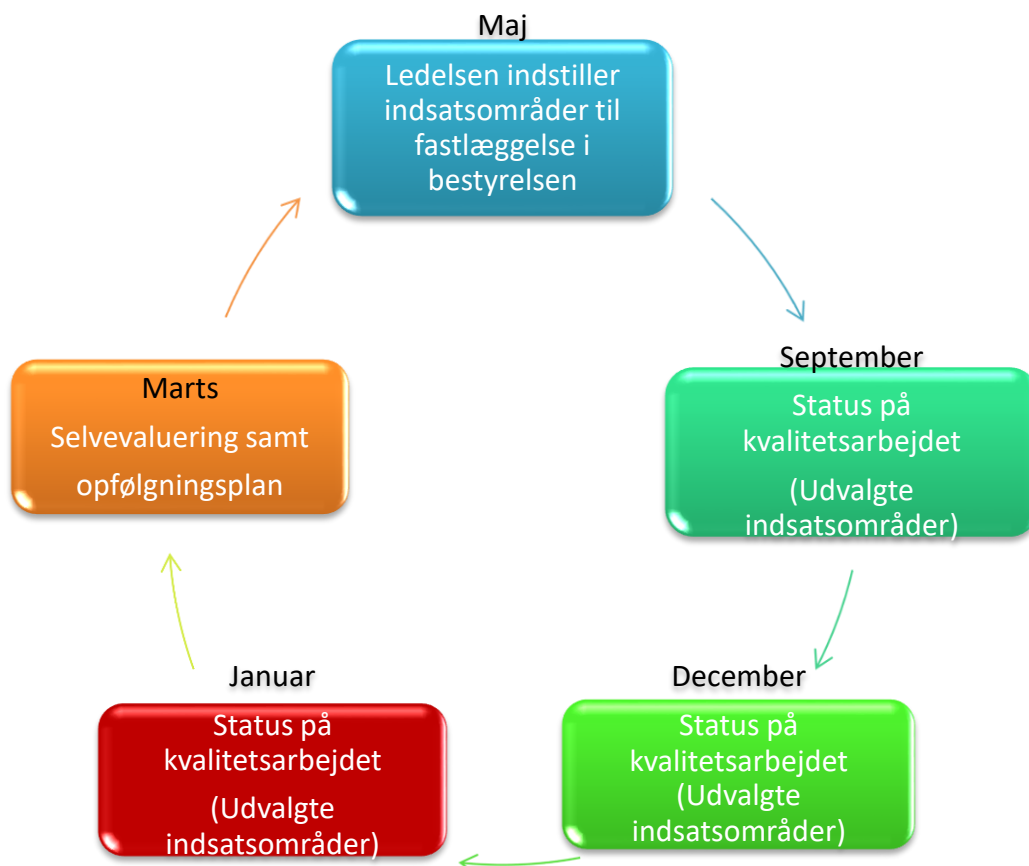 Maj
Ledelsen indstiller
indsatsområder til
fastlæggelse i
bestyrelsen
September
Status på
kvalitetsarbejdet
(Udvalgte
indsatsområder)
December
Status på
kvalitetsarbejdet
(Udvalgte
indsatsområder)
Januar
Status på
kvalitetsarbejdet
(Udvalgte
indsatsområder)
Marts
Selvevaluering samt
opfølgningsplan